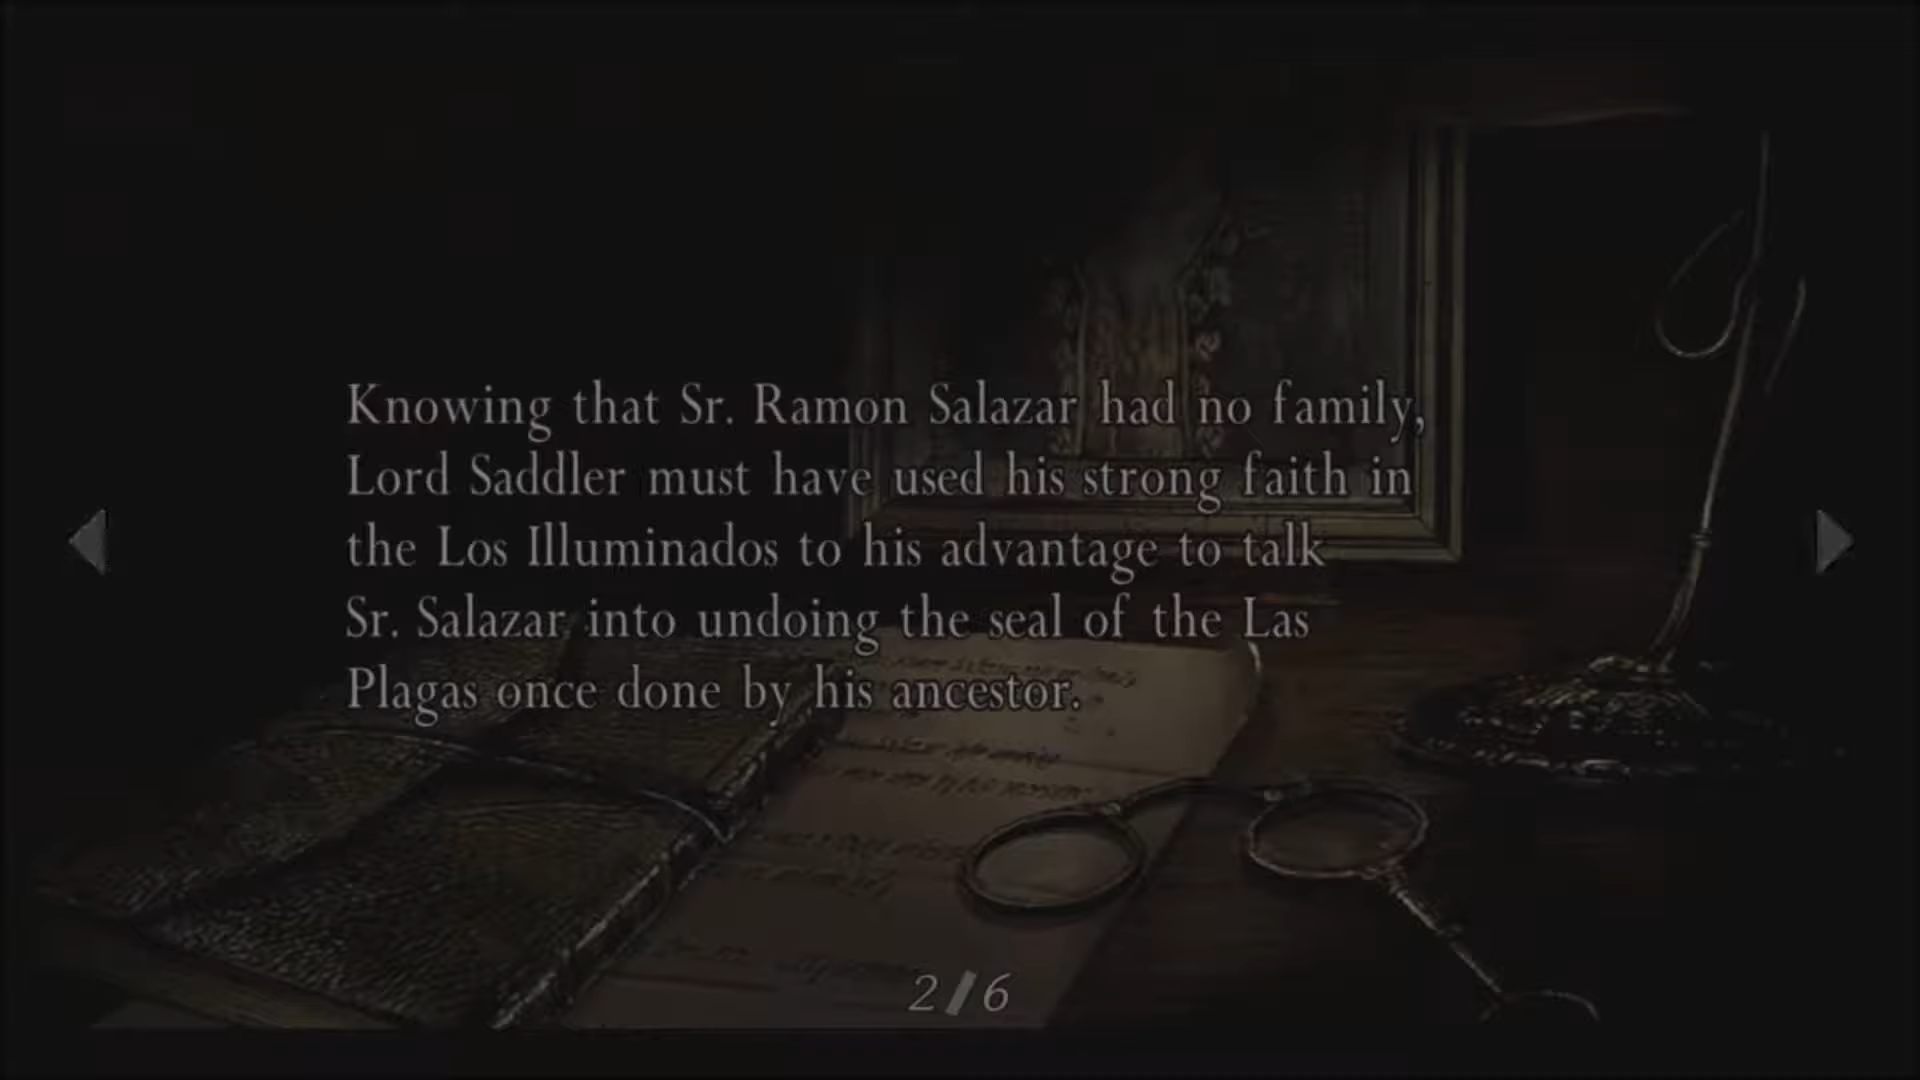 Knowing that Sr. Ramon Salazar had no family,
Lord Saddler must have used his strong faith in
the Los Illuminados to his advantage to talk
Sr. Salazar into undoing the seal of the Las
Plagas once done by his ancestor.
2/6